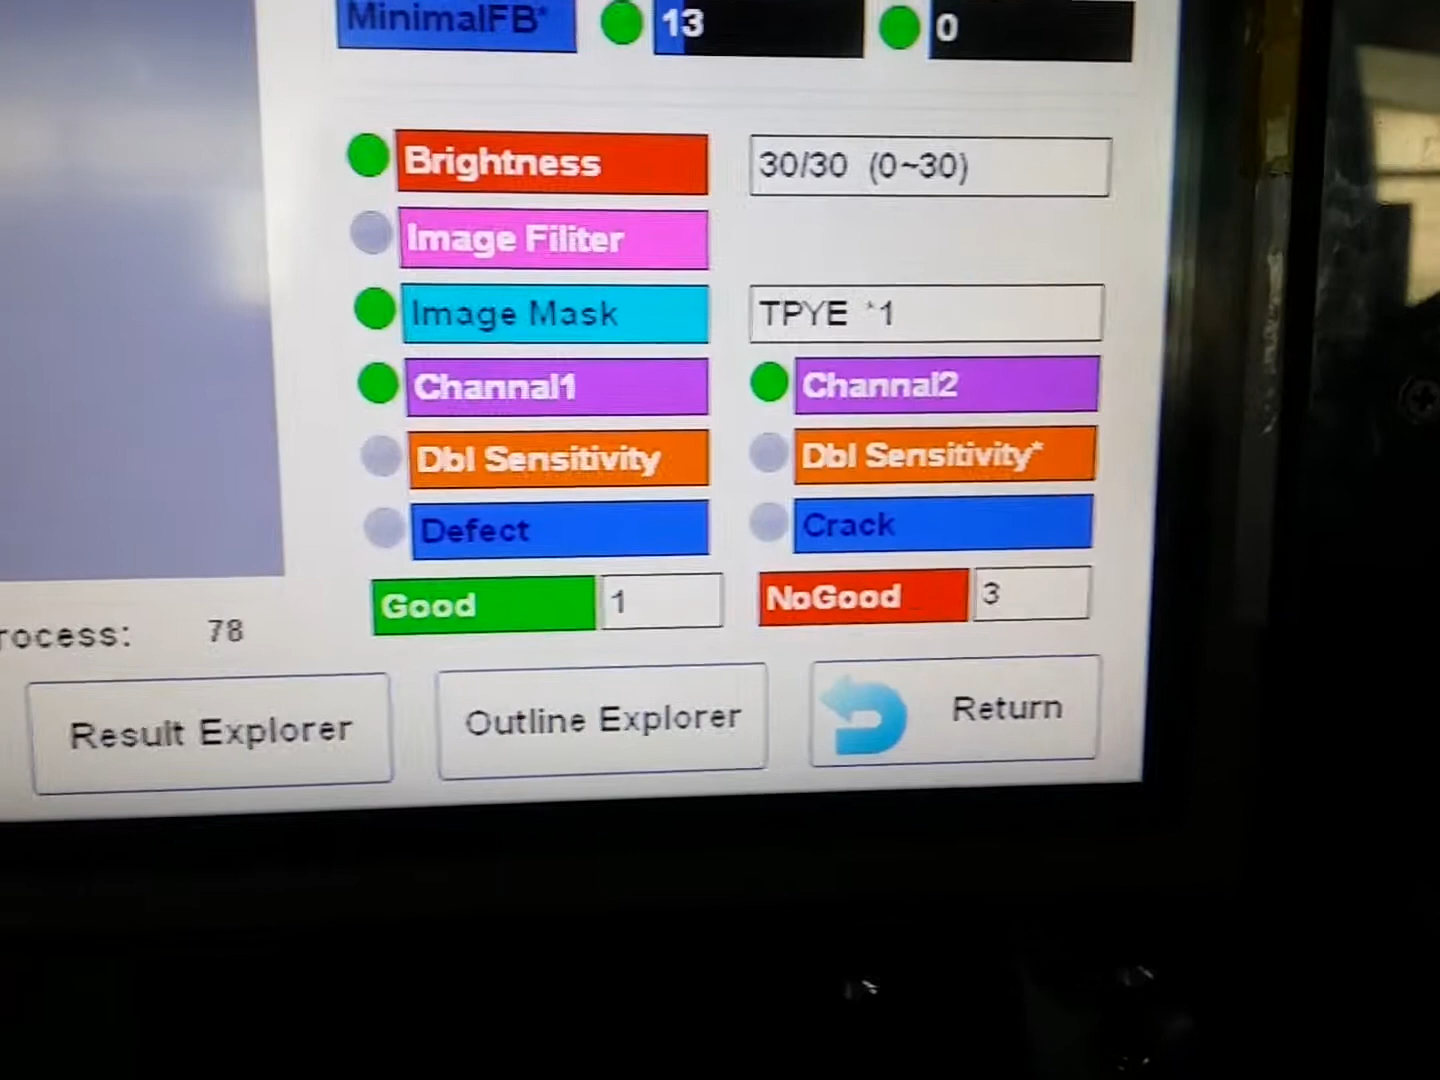 MinimalFB* 13 0
Brightness 30/30 (0~30)
Image Filiter
Image Mask TPYE *1
Channal1 Channal2
Dbl Sensitivity Dbl Sensitivity*
Defect Crack
Good 1 NoGood 3
rocess: 78
Result Explorer Outline Explorer Return